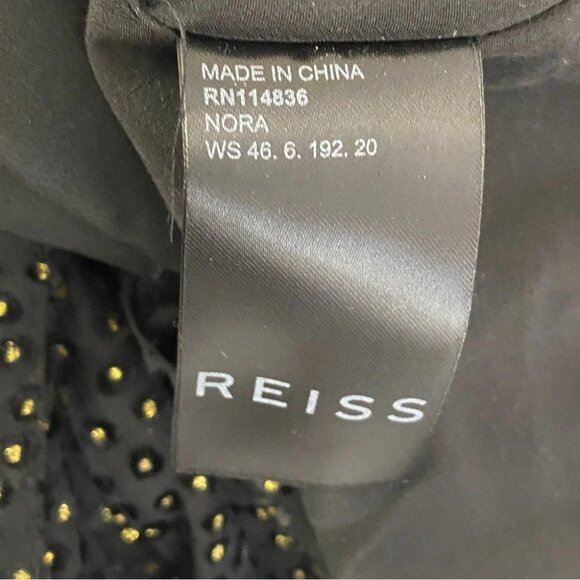 MADE IN CHINA
RN114836
NORA
WS 46. 6. 192. 20
REISS